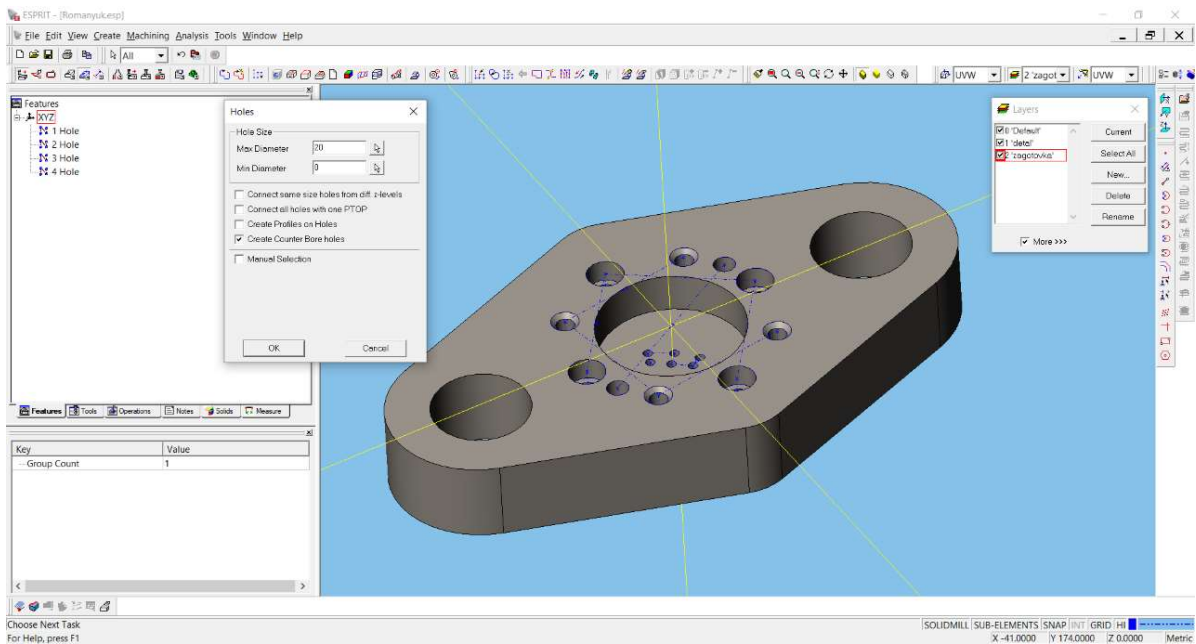 ESPRIT - [Romanyuk.esp]
File Edit View Create Machining Analysis Tools Window Help
All
UVW 2 'zagot UVW
Features
XYZ
1 Hole
2 Hole
3 Hole
4 Hole
Holes
Hole Size
Max Diameter 20
Min Diameter 0
Connect same size holes from diff. z-levels
Connect all holes with one PTOP
Create Profiles on Holes
Create Counter Bore holes
Manual Selection
OK Cancel
Layers
0 'Default'
1 'detal'
2 'zagotovka'
Current
Select All
New...
Delete
Rename
More >>>
Features Tools Operations Notes Solids Measure
Key Value
Group Count 1
Choose Next Task
SOLIDMILL SUB-ELEMENTS SNAP INT GRID HI
For Help, press F1
X -41.0000 Y 174.0000 Z 0.0000 Metric